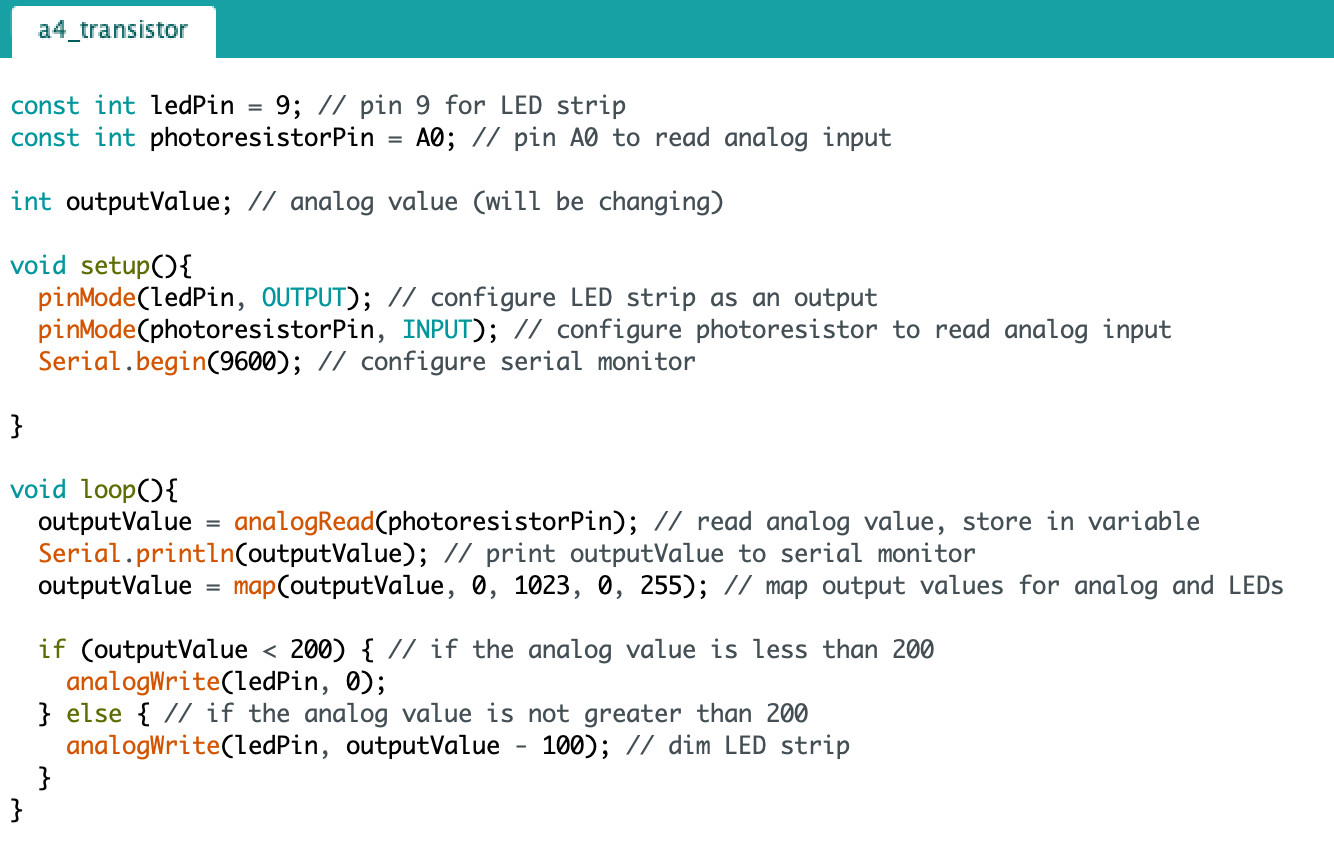 a4_transistor
const int ledPin = 9; // pin 9 for LED strip
const int photoresistorPin = A0; // pin A0 to read analog input
int outputValue; // analog value (will be changing)
void setup(){
pinMode(ledPin, OUTPUT); // configure LED strip as an output
pinMode(photoresistorPin, INPUT); // configure photoresistor to read analog input
Serial.begin(9600); // configure serial monitor
}
void loop(){
outputValue = analogRead(photoresistorPin); // read analog value, store in variable
Serial.println(outputValue); // print outputValue to serial monitor
outputValue = map(outputValue, 0, 1023, 0, 255); // map output values for analog and LEDs
if (outputValue < 200) { // if the analog value is less than 200
analogWrite(ledPin, 0);
} else { // if the analog value is not greater than 200
analogWrite(ledPin, outputValue - 100); // dim LED strip
}
}